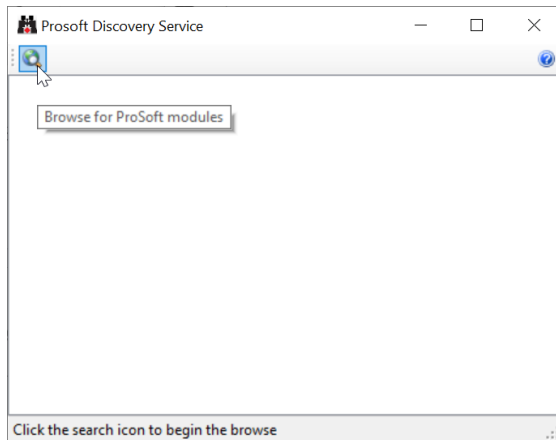 Prosoft Discovery Service
Browse for ProSoft modules
Click the search icon to begin the browse